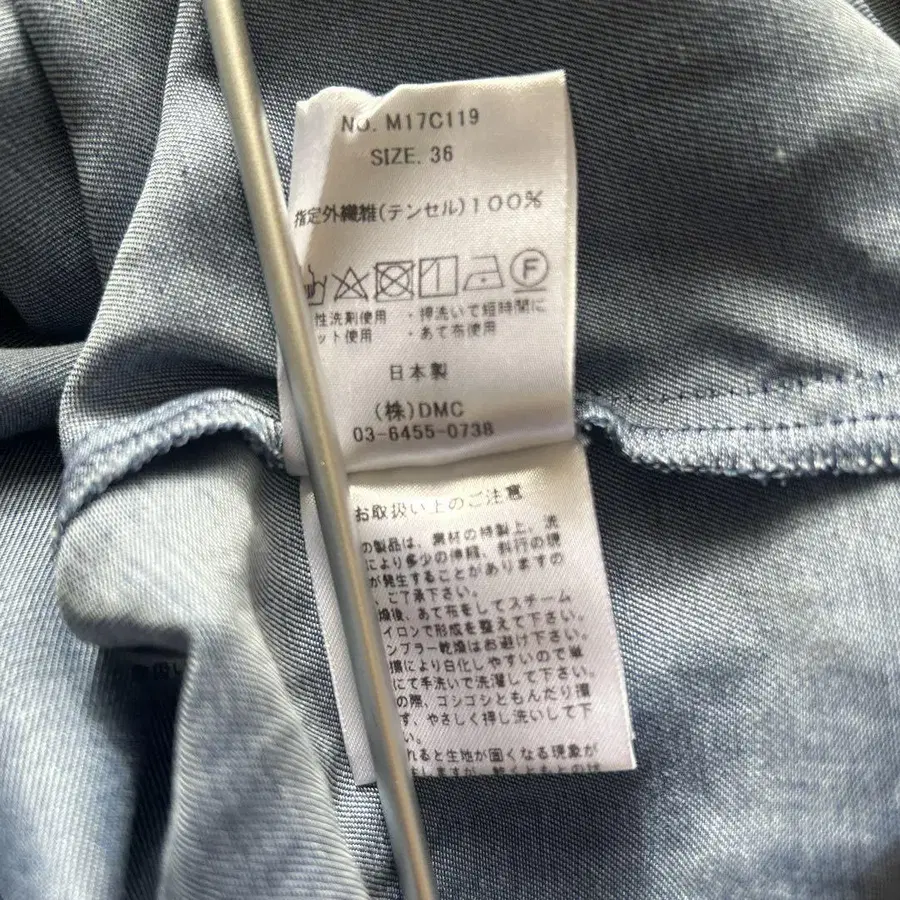 NO. M17C119
SIZE. 36
指定外繊維(テンセル)100%
F
性洗剤使用 ・押洗いで短時間に
ット使用 ・あて布使用
日本製
(株)DMC
03-6455-0738
お取扱い上のご注意
の製品は、素材の特製上、洗
により多少の伸縮、斜行の現
が発生することがありますの
、ご了承下さい。
燥後、あて布をしてスチーム
イロンで形成を整えて下さい。
ンブラー乾燥はお避け下さい。
擦により白化しやすいので単
にて手洗いで洗濯して下さい。
の際、ゴシゴシともんだり擦
ず、やさしく押し洗いして下
い。
れると生地が固くなる現象が